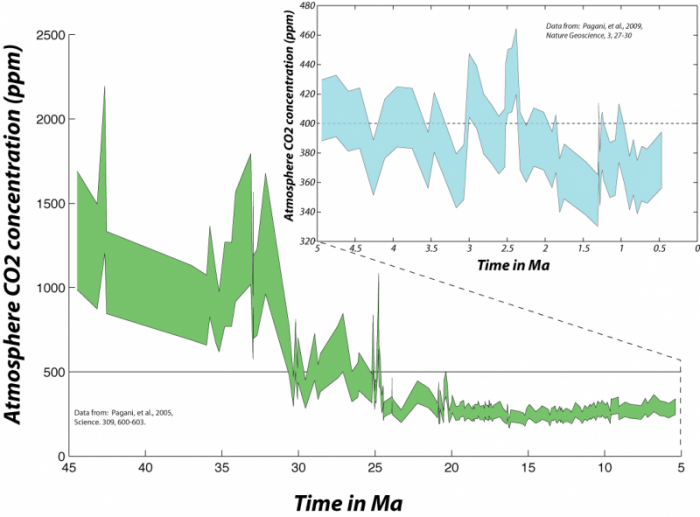 480
460
440
420
400
380
360
340
320
Atmosphere CO2 concentration (ppm)
Data from: Pagani, et al., 2009,
Nature Geoscience, 3, 27-30
5 4.5 4 3.5 3 2.5 2 1.5 1 0.5 0
Time in Ma
2500
2000
1500
1000
500
0
Atmosphere CO2 concentration (ppm)
Data from: Pagani, et al., 2005,
Science. 309, 600-603.
45 40 35 30 25 20 15 10 5
Time in Ma